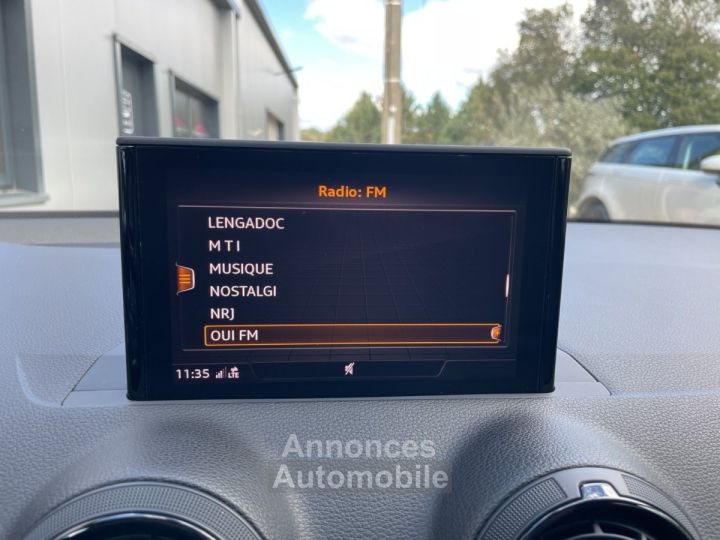 Radio: FM
LENGADOC
M T I
MUSIQUE
NOSTALGI
NRJ
OUI FM
11:35 LTE
Annonces
Automobile